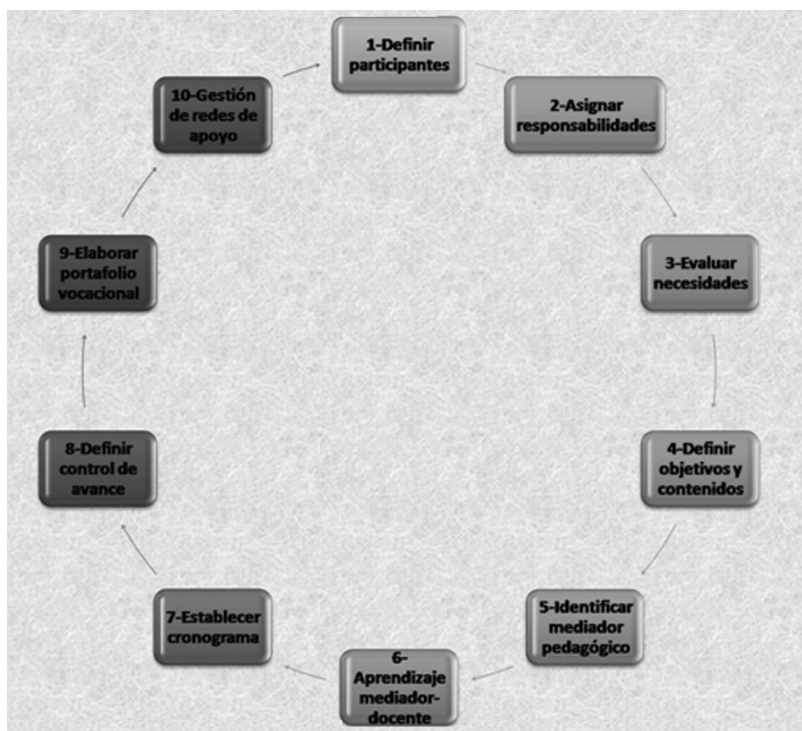 1-Definir
participantes
2-Asignar
responsabilidades
3-Evaluar
necesidades
4-Definir
objetivos y
contenidos
5-Identificar
mediador
pedagógico
6-
Aprendizaje
mediador-
docente
7-Establecer
cronograma
8-Definir
control de
avance
9-Elaborar
portafolio
vocacional
10-Gestión
de redes de
apoyo